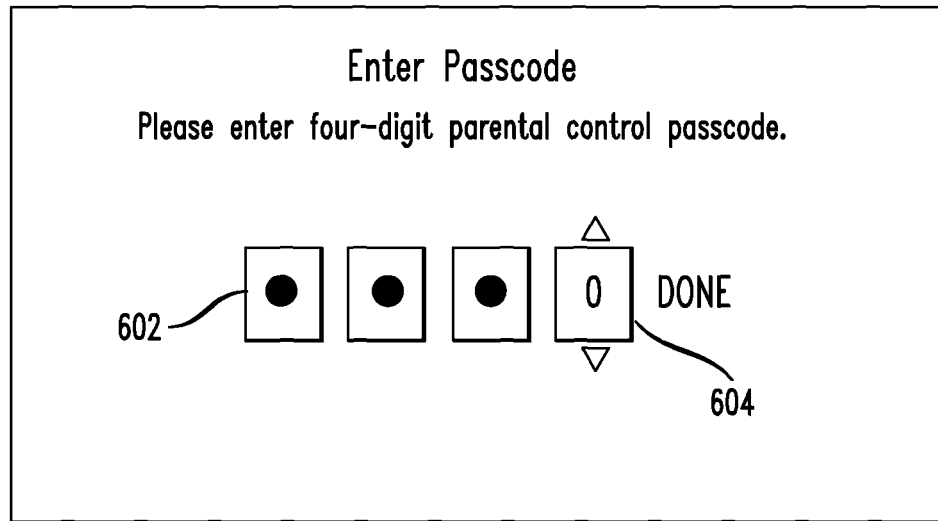 Enter Passcode
Please enter four-digit parental control passcode.
0 DONE
602
604